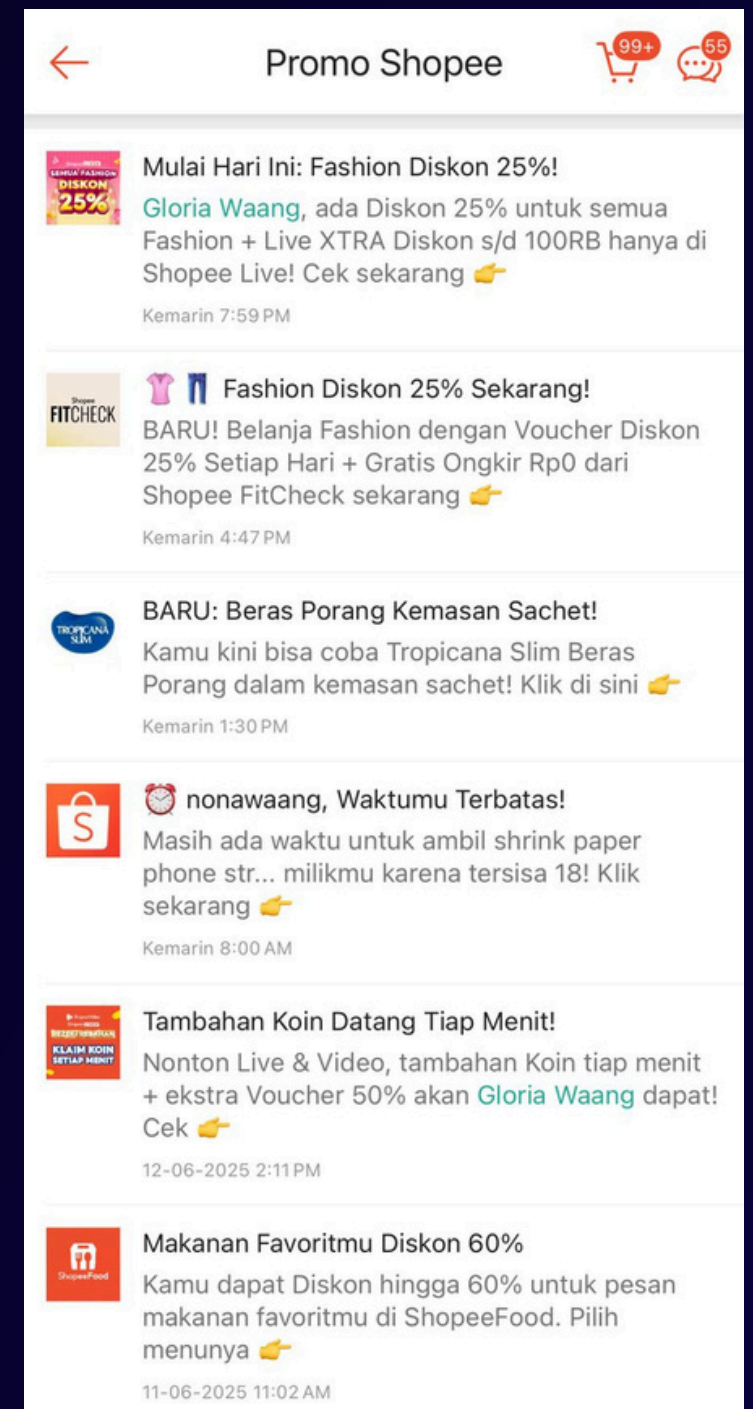 Promo Shopee
99+
55
SEMUA FASHION
DISKON
25%
Mulai Hari Ini: Fashion Diskon 25%!
Gloria Waang, ada Diskon 25% untuk semua
Fashion + Live XTRA Diskon s/d 100RB hanya di
Shopee Live! Cek sekarang 👉
Kemarin 7:59 PM
Shopee
FITCHECK
👚 👖 Fashion Diskon 25% Sekarang!
BARU! Belanja Fashion dengan Voucher Diskon
25% Setiap Hari + Gratis Ongkir Rp0 dari
Shopee FitCheck sekarang 👉
Kemarin 4:47 PM
TROPICANA
SLIM
BARU: Beras Porang Kemasan Sachet!
Kamu kini bisa coba Tropicana Slim Beras
Porang dalam kemasan sachet! Klik di sini 👉
Kemarin 1:30 PM
S
⏰ nonawaang, Waktumu Terbatas!
Masih ada waktu untuk ambil shrink paper
phone str... milikmu karena tersisa 18! Klik
sekarang 👉
Kemarin 8:00 AM
KLAIM KOIN
SETIAP MENIT
Tambahan Koin Datang Tiap Menit!
Nonton Live & Video, tambahan Koin tiap menit
+ ekstra Voucher 50% akan Gloria Waang dapat!
Cek 👉
12-06-2025 2:11 PM
ShopeeFood
Makanan Favoritmu Diskon 60%
Kamu dapat Diskon hingga 60% untuk pesan
makanan favoritmu di ShopeeFood. Pilih
menunya 👉
11-06-2025 11:02 AM